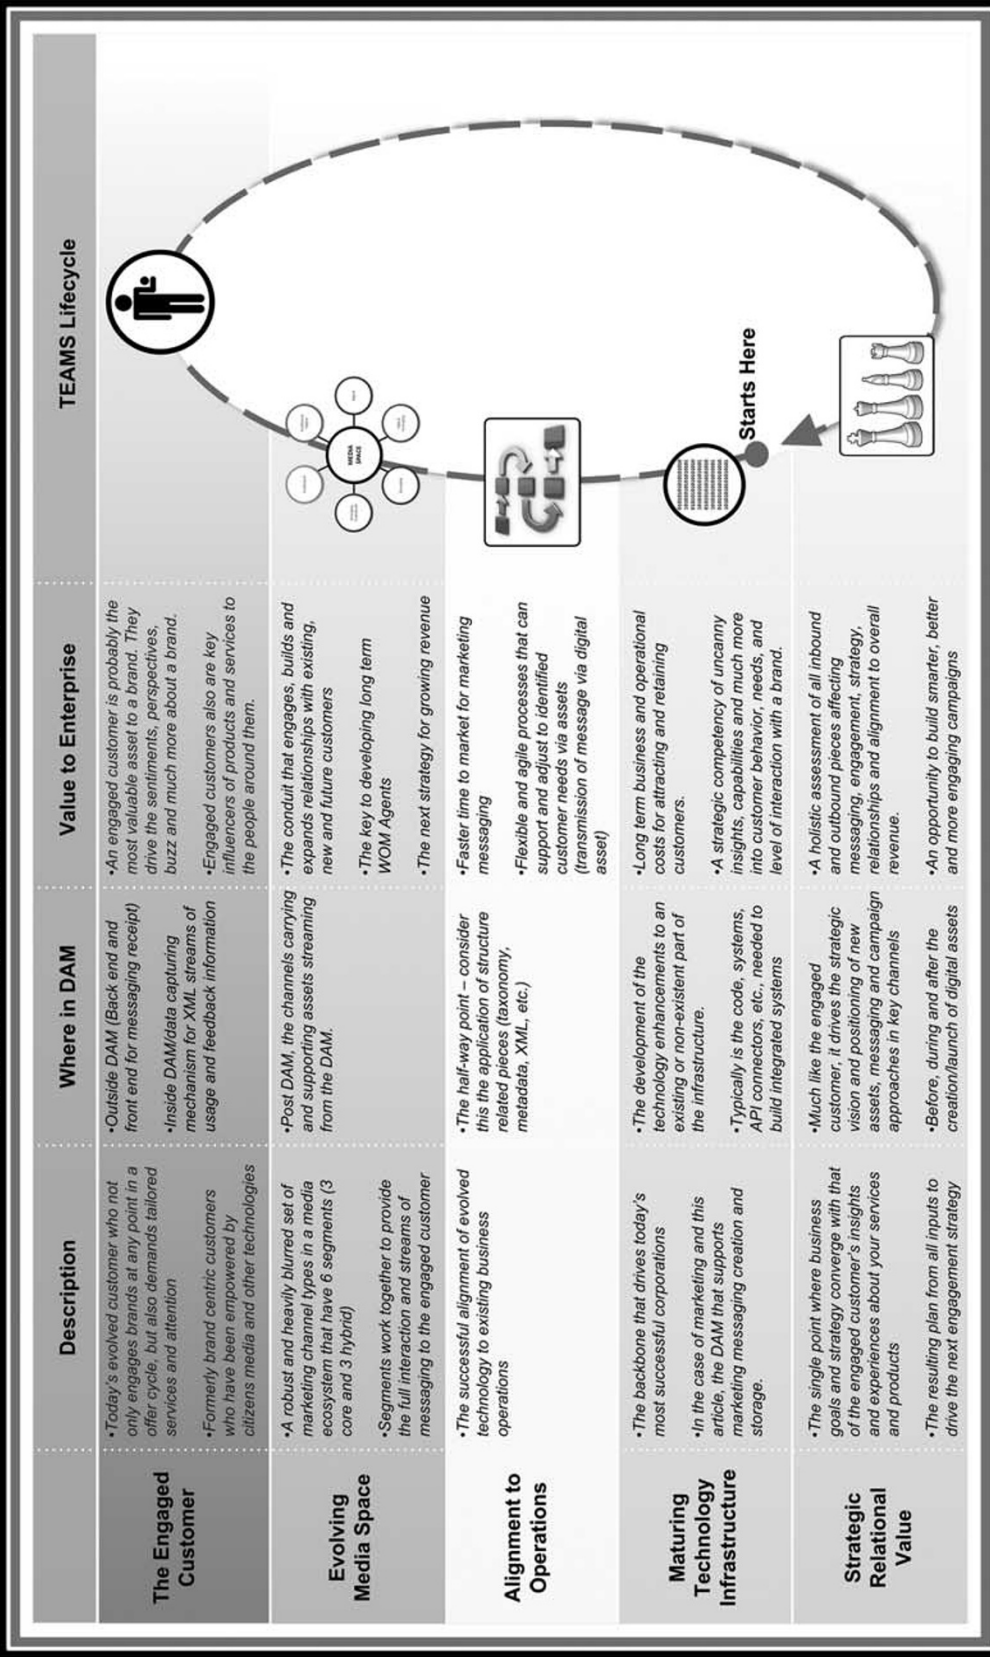 Description
Where in DAM
Value to Enterprise
TEAMS Lifecycle
The Engaged
Customer
•Today's evolved customer who not
only engages brands at any point in a
offer cycle, but also demands tailored
services and attention
•Formerly brand centric customers
who have been empowered by
citizens media and other technologies
•Outside DAM (Back end and
front end for messaging receipt)
•Inside DAM/data capturing
mechanism for XML streams of
usage and feedback information
•An engaged customer is probably the
most valuable asset to a brand. They
drive the sentiments, perspectives,
buzz and much more about a brand.
•Engaged customers also are key
influencers of products and services to
the people around them.
Evolving
Media Space
•A robust and heavily blurred set of
marketing channel types in a media
ecosystem that have 6 segments (3
core and 3 hybrid)
•Segments work together to provide
the full interaction and streams of
messaging to the engaged customer
•Post DAM, the channels carrying
and supporting assets streaming
from the DAM.
•The conduit that engages, builds and
expands relationships with existing,
new and future customers
•The key to developing long term
WOM Agents
•The next strategy for growing revenue
MEDIA
SPACE
Alignment to
Operations
•The successful alignment of evolved
technology to existing business
operations
•The half-way point – consider
this the application of structure
related pieces (taxonomy,
metadata, XML, etc.)
•Faster time to market for marketing
messaging
•Flexible and agile processes that can
support and adjust to identified
customer needs via assets
(transmission of message via digital
asset)
Maturing
Technology
Infrastructure
•The backbone that drives today's
most successful corporations
•In the case of marketing and this
article, the DAM that supports
marketing messaging creation and
storage.
•The development of the
technology enhancements to an
existing or non-existent part of
the infrastructure.
•Typically is the code, systems,
API connectors, etc., needed to
build integrated systems
•Long term business and operational
costs for attracting and retaining
customers.
•A strategic competency of uncanny
insights, capabilities and much more
into customer behavior, needs, and
level of interaction with a brand.
Starts Here
Strategic
Relational
Value
•The single point where business
goals and strategy converge with that
of the engaged customer's insights
and experiences about your services
and products
•The resulting plan from all inputs to
drive the next engagement strategy
•Much like the engaged
customer, it drives the strategic
vision and positioning of new
assets, messaging and campaign
approaches in key channels
•Before, during and after the
creation/launch of digital assets
•A holistic assessment of all inbound
and outbound pieces affecting
messaging, engagement, strategy,
relationships and alignment to overall
revenue.
•An opportunity to build smarter, better
and more engaging campaigns